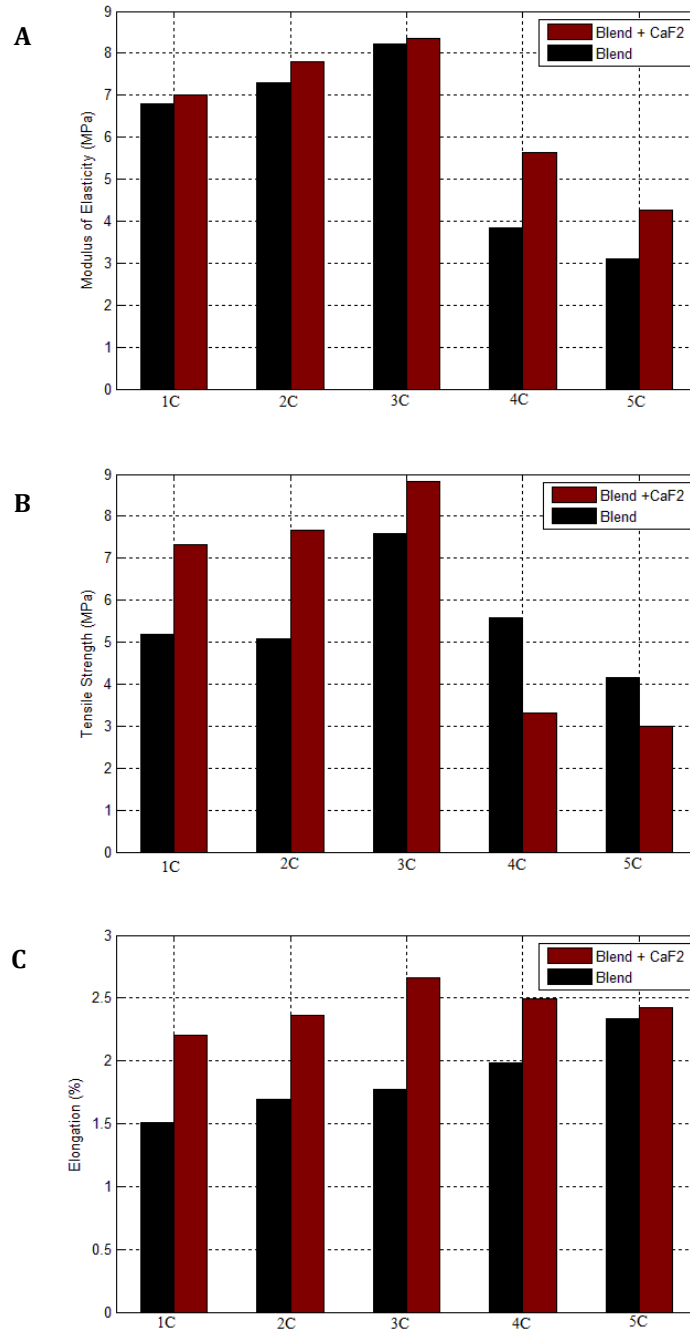 A
Modulus of Elasticity (MPa)
9
8
7
6
5
4
3
2
1
0
Blend + CaF2
Blend
1C 2C 3C 4C 5C
B
Tensile Strength (MPa)
9
8
7
6
5
4
3
2
1
0
Blend +CaF2
Blend
1C 2C 3C 4C 5C
C
Elongation (%)
3
2.5
2
1.5
1
0.5
0
Blend + CaF2
Blend
1C 2C 3C 4C 5C